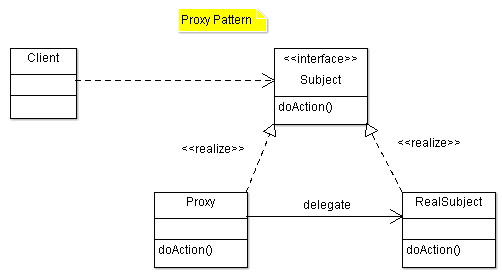 Proxy Pattern
Client
<<interface>>
Subject
doAction()
<<realize>>
<<realize>>
Proxy
delegate
RealSubject
doAction()
doAction()